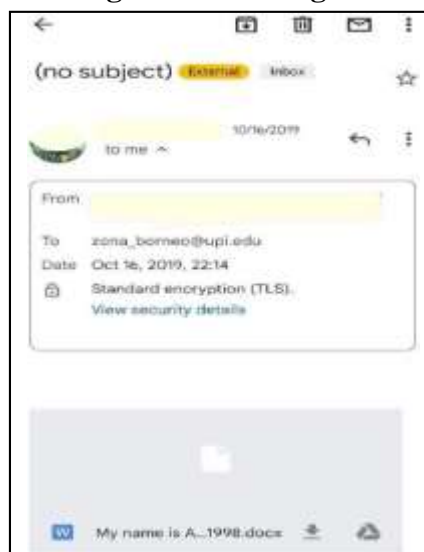 (no subject) External Inbox
10/16/2019
to me
From
To zona_borneo@upi.edu
Date Oct 16, 2019, 22:14
Standard encryption (TLS).
View security details
W My name is A...1998.docx